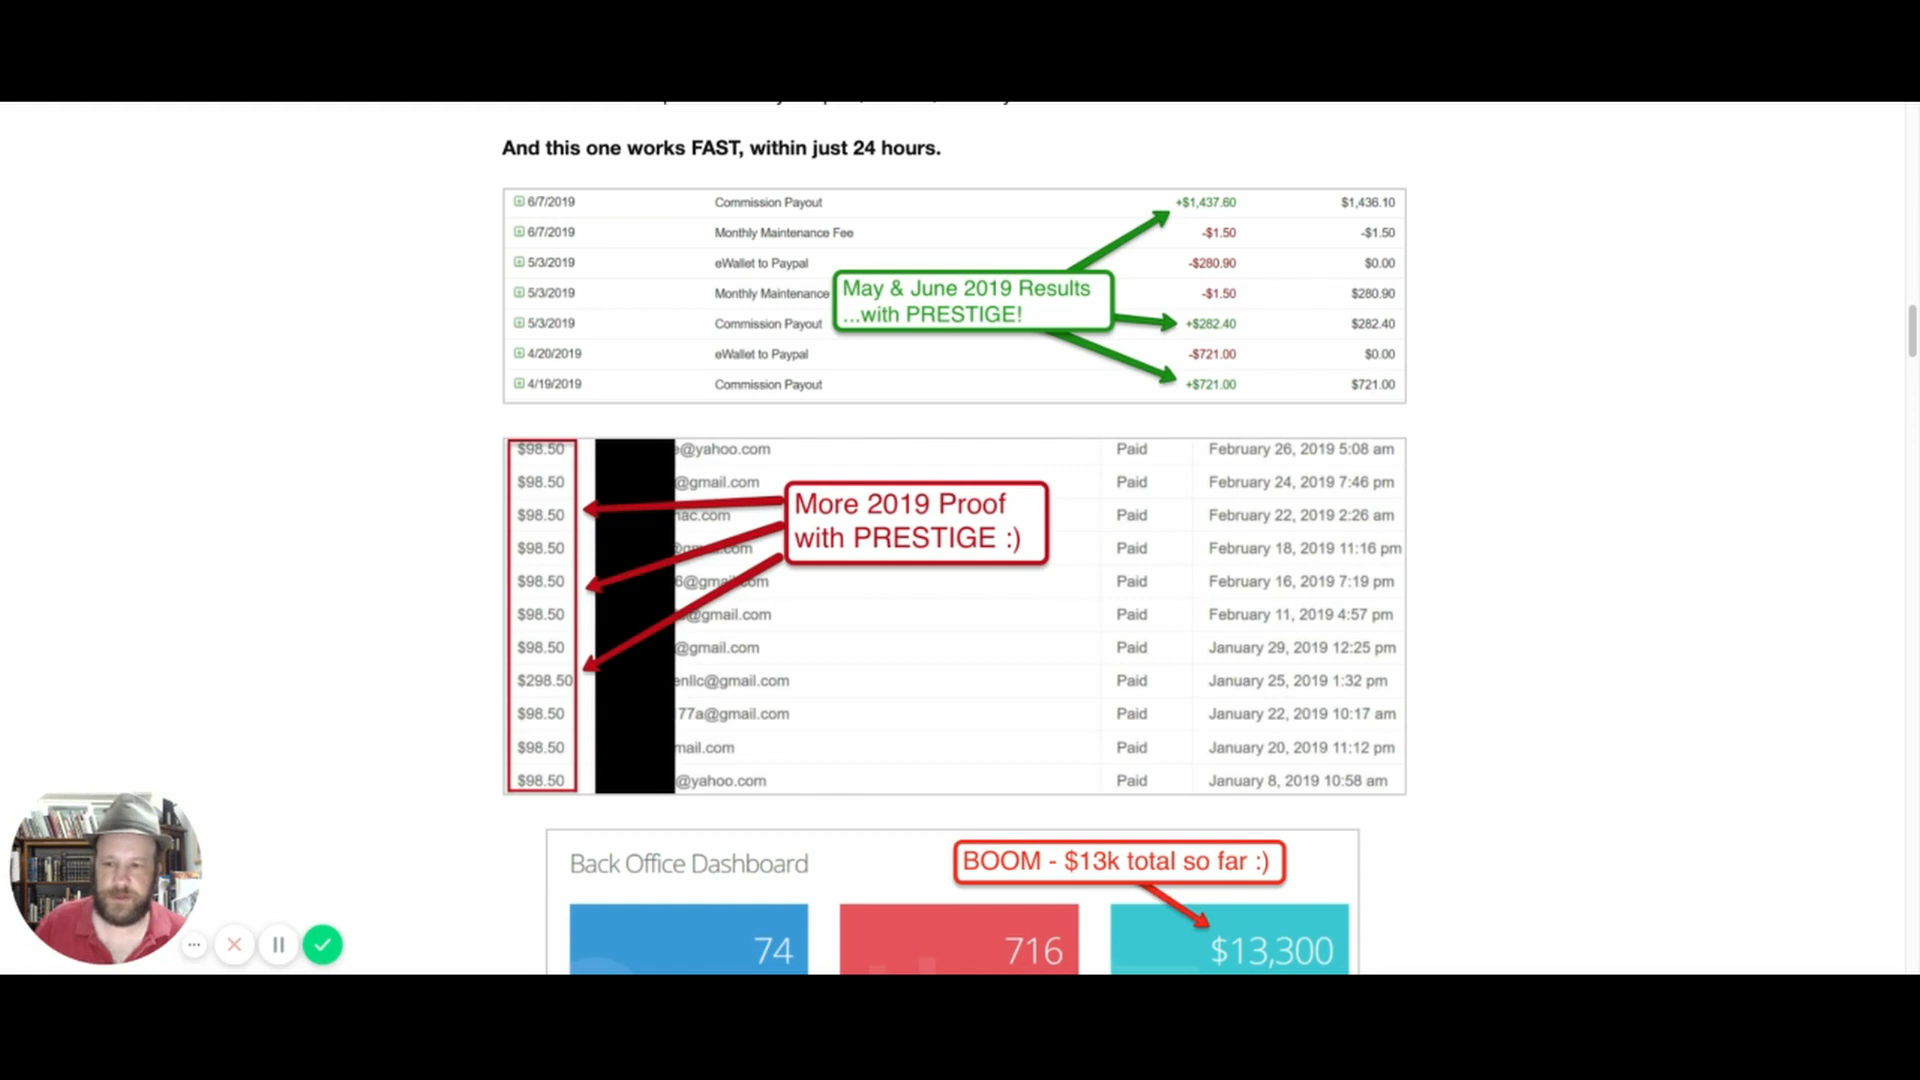 And this one works FAST, within just 24 hours.
6/7/2019 Commission Payout +$1,437.60 $1,436.10
6/7/2019 Monthly Maintenance Fee -$1.50 -$1.50
5/3/2019 eWallet to Paypal -$280.90 $0.00
5/3/2019 Monthly Maintenance -$1.50 $280.90
5/3/2019 Commission Payout +$282.40 $282.40
4/20/2019 eWallet to Paypal -$721.00 $0.00
4/19/2019 Commission Payout +$721.00 $721.00
May & June 2019 Results
...with PRESTIGE!
$98.50 e@yahoo.com Paid February 26, 2019 5:08 am
$98.50 @gmail.com Paid February 24, 2019 7:46 pm
$98.50 mac.com Paid February 22, 2019 2:26 am
$98.50 @gmail.com Paid February 18, 2019 11:16 pm
$98.50 6@gmail.com Paid February 16, 2019 7:19 pm
$98.50 @gmail.com Paid February 11, 2019 4:57 pm
$98.50 @gmail.com Paid January 29, 2019 12:25 pm
$298.50 enllc@gmail.com Paid January 25, 2019 1:32 pm
$98.50 77a@gmail.com Paid January 22, 2019 10:17 am
$98.50 mail.com Paid January 20, 2019 11:12 pm
$98.50 @yahoo.com Paid January 8, 2019 10:58 am
More 2019 Proof
with PRESTIGE :)
Back Office Dashboard
BOOM - $13k total so far :)
74 716 $13,300